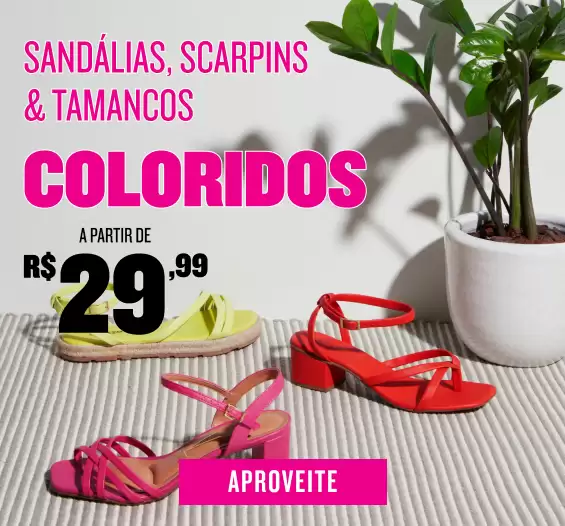 SANDÁLIAS, SCARPINS
& TAMANCOS
COLORIDOS
A PARTIR DE
R$29,99
APROVEITE